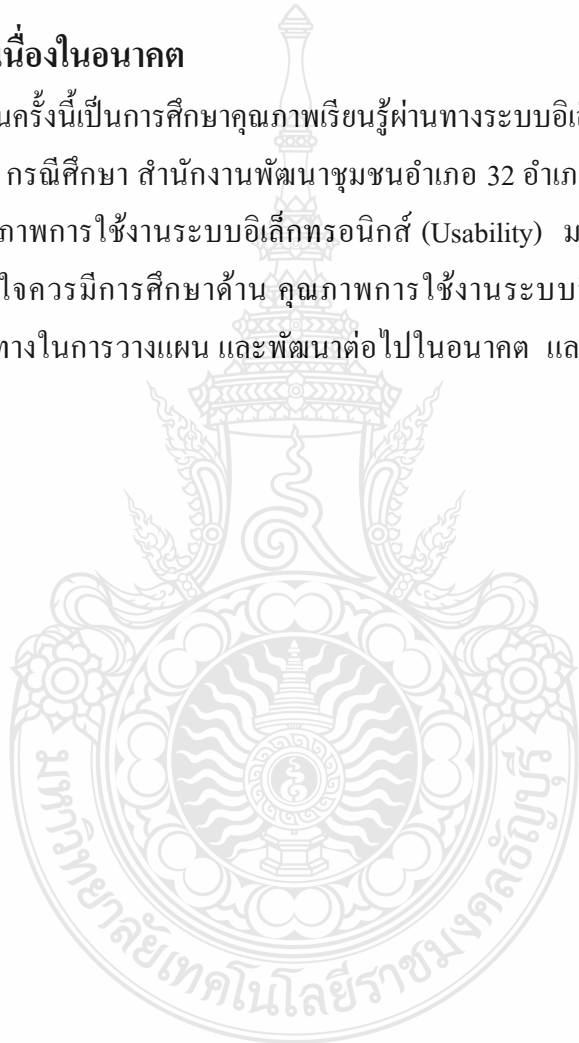 นื่องในอนาคต
นครั้งนี้เป็นการศึกษาคุณภาพเรียนรู้ผ่านทางระบบอิเ
กรณีศึกษา สำนักงานพัฒนาชุมชนอำเภอ 32 อำเภ
ภาพการใช้งานระบบอิเล็กทรอนิกส์ (Usability) ม
ใจควรมีการศึกษาด้าน คุณภาพการใช้งานระบบ
ทางในการวางแผน และพัฒนาต่อไปในอนาคต แล
มหาวิทยาลัยเทคโนโลยีราชมงคลธัญบุรี